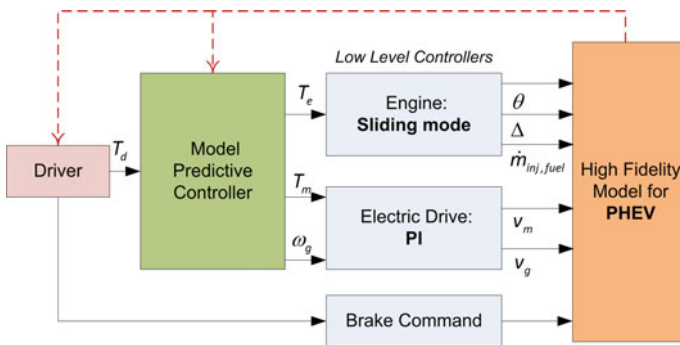 Low Level Controllers
T_e
Engine:
Sliding mode
θ
Δ
ṁ_inj,fuel
T_d
Driver
Model
Predictive
Controller
T_m
ω_g
Electric Drive:
PI
v_m
v_g
High Fidelity
Model for
PHEV
Brake Command